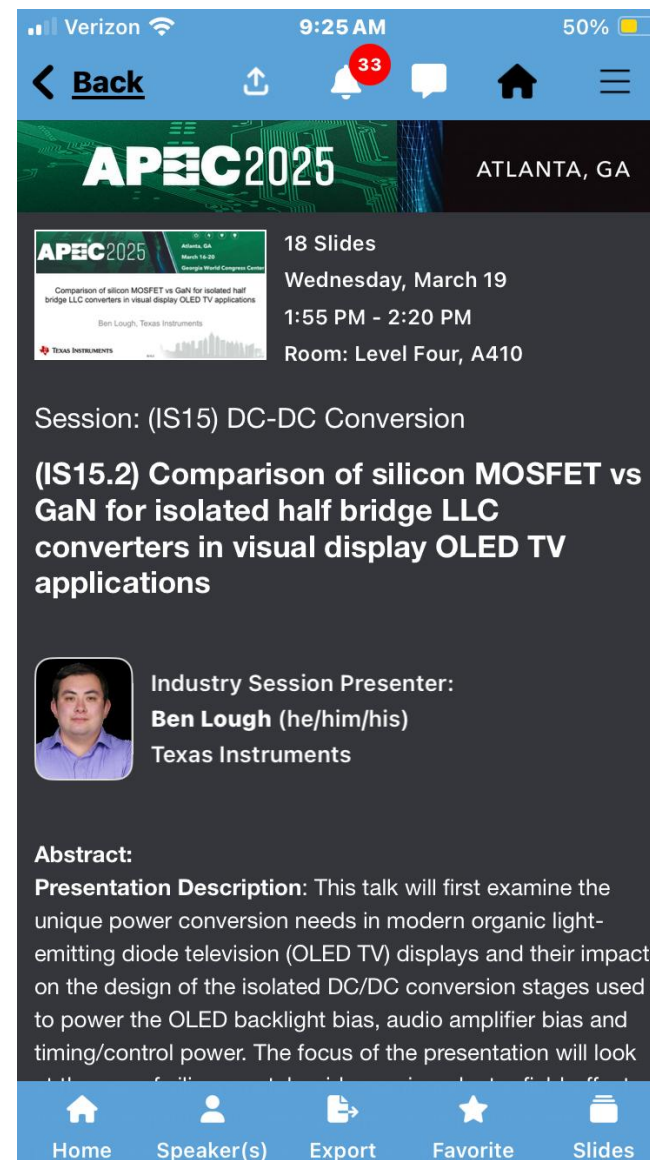 Verizon 9:25 AM 50%
Back 33
APEC2025 ATLANTA, GA
APEC2025
Atlanta, GA
March 16-20
Georgia World Congress Center
Comparison of silicon MOSFET vs GaN for isolated half
bridge LLC converters in visual display OLED TV applications
Ben Lough, Texas Instruments
TEXAS INSTRUMENTS
18 Slides
Wednesday, March 19
1:55 PM - 2:20 PM
Room: Level Four, A410
Session: (IS15) DC-DC Conversion
(IS15.2) Comparison of silicon MOSFET vs
GaN for isolated half bridge LLC
converters in visual display OLED TV
applications
Industry Session Presenter:
Ben Lough (he/him/his)
Texas Instruments
Abstract:
Presentation Description: This talk will first examine the
unique power conversion needs in modern organic light-
emitting diode television (OLED TV) displays and their impact
on the design of the isolated DC/DC conversion stages used
to power the OLED backlight bias, audio amplifier bias and
timing/control power. The focus of the presentation will look
Home Speaker(s) Export Favorite Slides